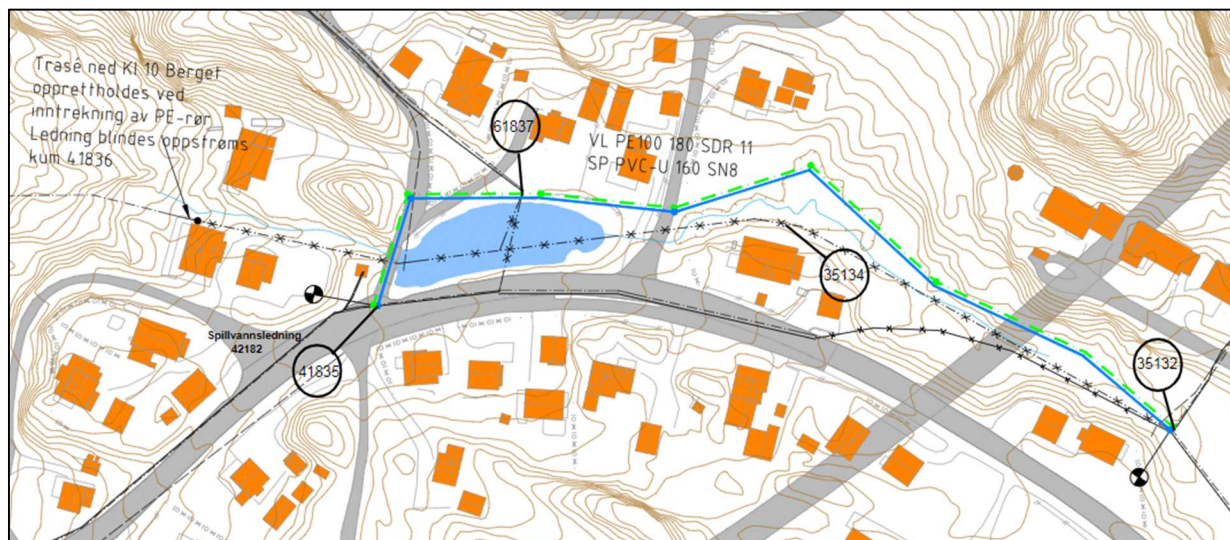 Trasé ned Kl 10 Berget
opprettholdes ved
inntrekning av PE-rør
Ledning blindes oppstrøms
kum 41836
61837
VL PE100 180 SDR 11
SP PVC-U 160 SN8
35134
Spillvannsledning
42182
41835
35132